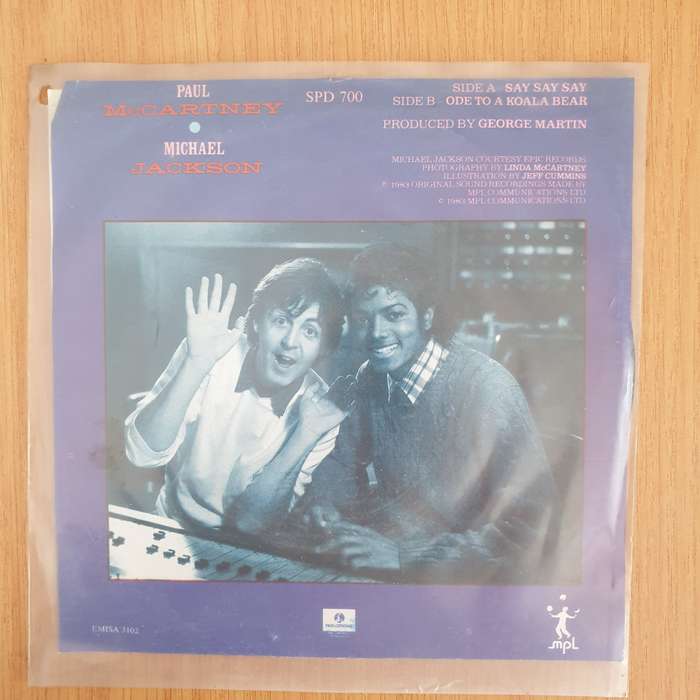 PAUL
McCARTNEY
MICHAEL
JACKSON
SPD 700
SIDE A - SAY SAY SAY
SIDE B - ODE TO A KOALA BEAR
PRODUCED BY GEORGE MARTIN
MICHAEL JACKSON COURTESY EPIC RECORDS
PHOTOGRAPHY BY LINDA McCARTNEY
ILLUSTRATION BY JEFF CUMMINS
℗ 1983 ORIGINAL SOUND RECORDINGS MADE BY
MPL COMMUNICATIONS LTD
© 1983 MPL COMMUNICATIONS LTD
EMISA 3102
PARLOPHONE
mpL